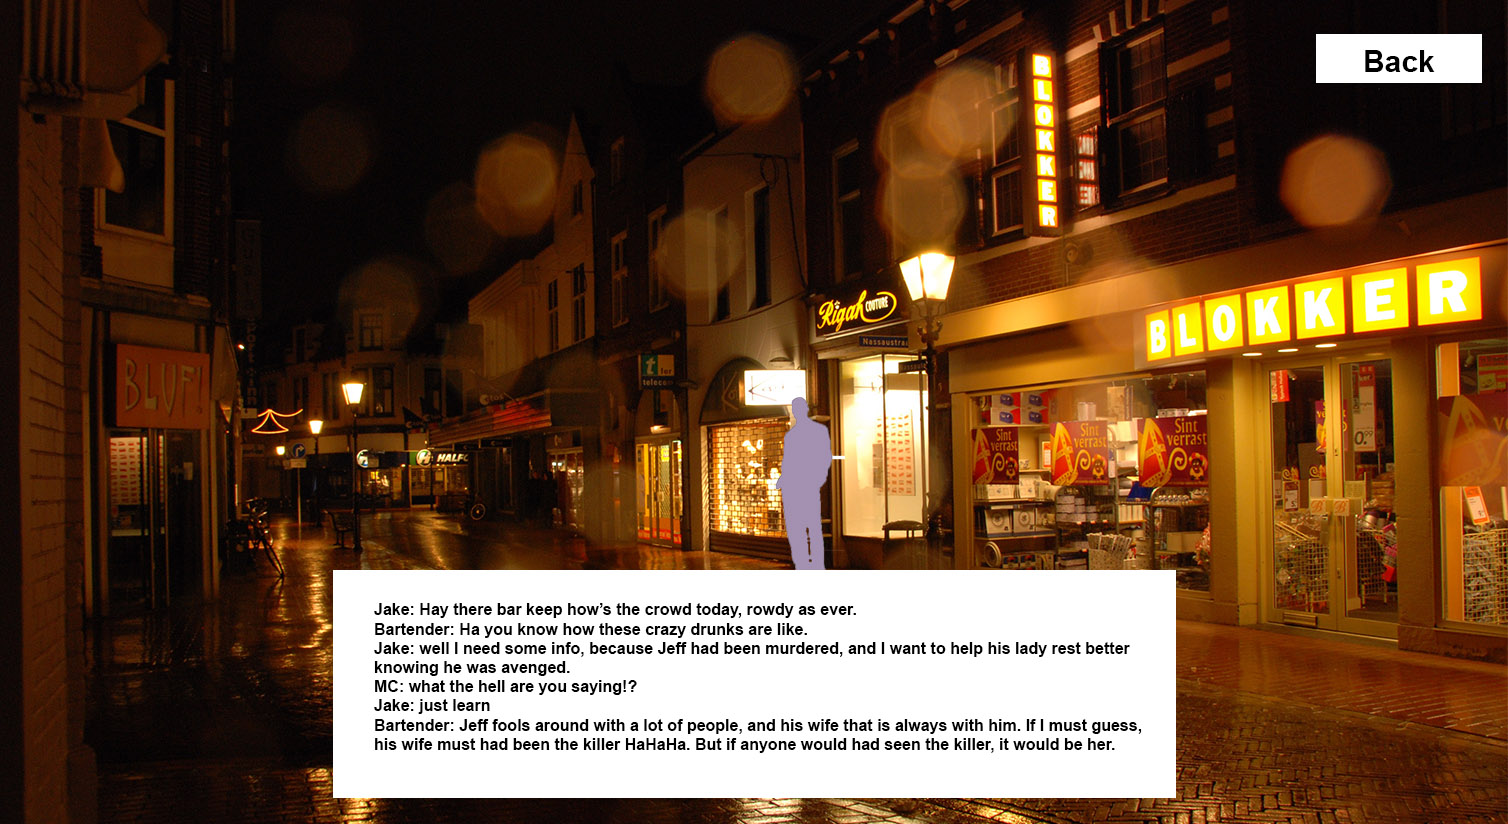 Back
BLOKKER
BLOKKER
Rigah COUTURE
Nassaustraat
t for
telecom
BLUF!
HALFO
Sint
verrast
Sint
verrast
Sint
verrast
Jake: Hay there bar keep how’s the crowd today, rowdy as ever.
Bartender: Ha you know how these crazy drunks are like.
Jake: well I need some info, because Jeff had been murdered, and I want to help his lady rest better
knowing he was avenged.
MC: what the hell are you saying!?
Jake: just learn
Bartender: Jeff fools around with a lot of people, and his wife that is always with him. If I must guess,
his wife must had been the killer HaHaHa. But if anyone would had seen the killer, it would be her.